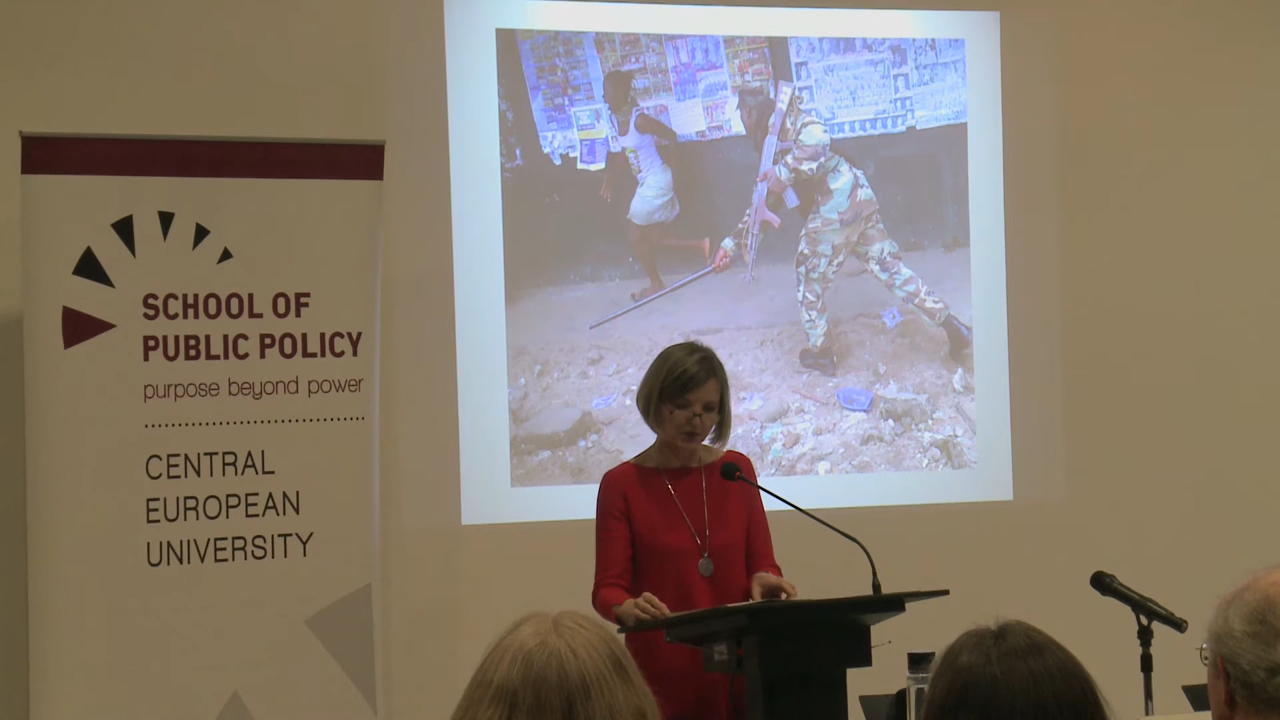 SCHOOL OF
PUBLIC POLICY
purpose beyond power
CENTRAL
EUROPEAN
UNIVERSITY